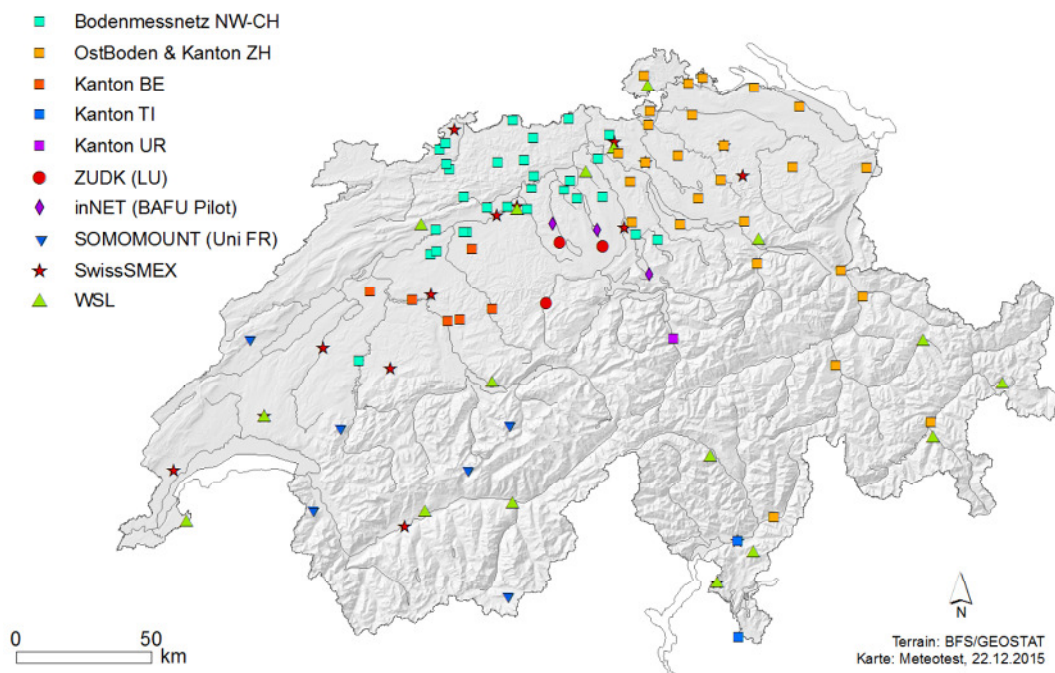 Bodenmessnetz NW-CH
OstBoden & Kanton ZH
Kanton BE
Kanton TI
Kanton UR
ZUDK (LU)
inNET (BAFU Pilot)
SOMOMOUNT (Uni FR)
SwissSMEX
WSL
0 50
km
N
Terrain: BFS/GEOSTAT
Karte: Meteotest, 22.12.2015